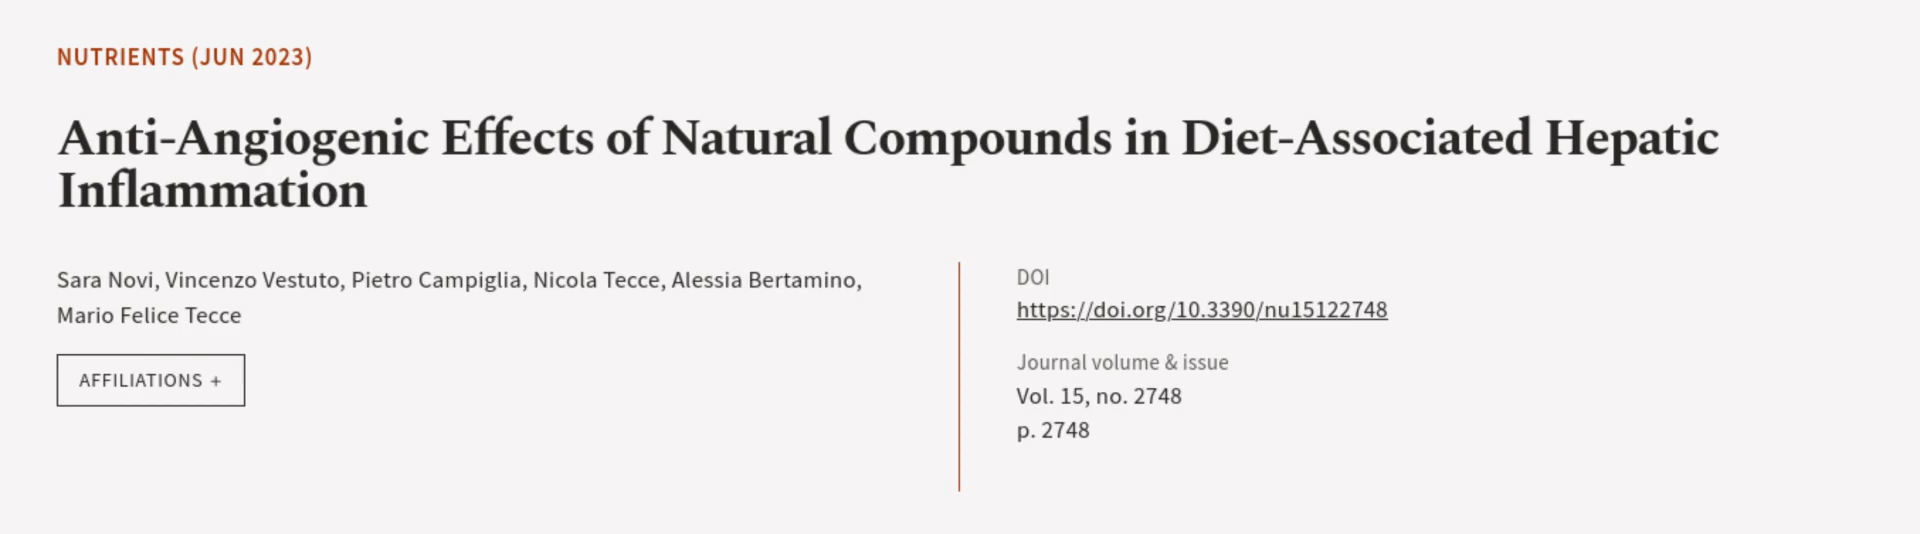 NUTRIENTS (JUN 2023)
Anti-Angiogenic Effects of Natural Compounds in Diet-Associated Hepatic
Inflammation
Sara Novi, Vincenzo Vestuto, Pietro Campiglia, Nicola Tecce, Alessia Bertamino,
Mario Felice Tecce
AFFILIATIONS +
DOI
https://doi.org/10.3390/nu15122748
Journal volume & issue
Vol. 15, no. 2748
p. 2748